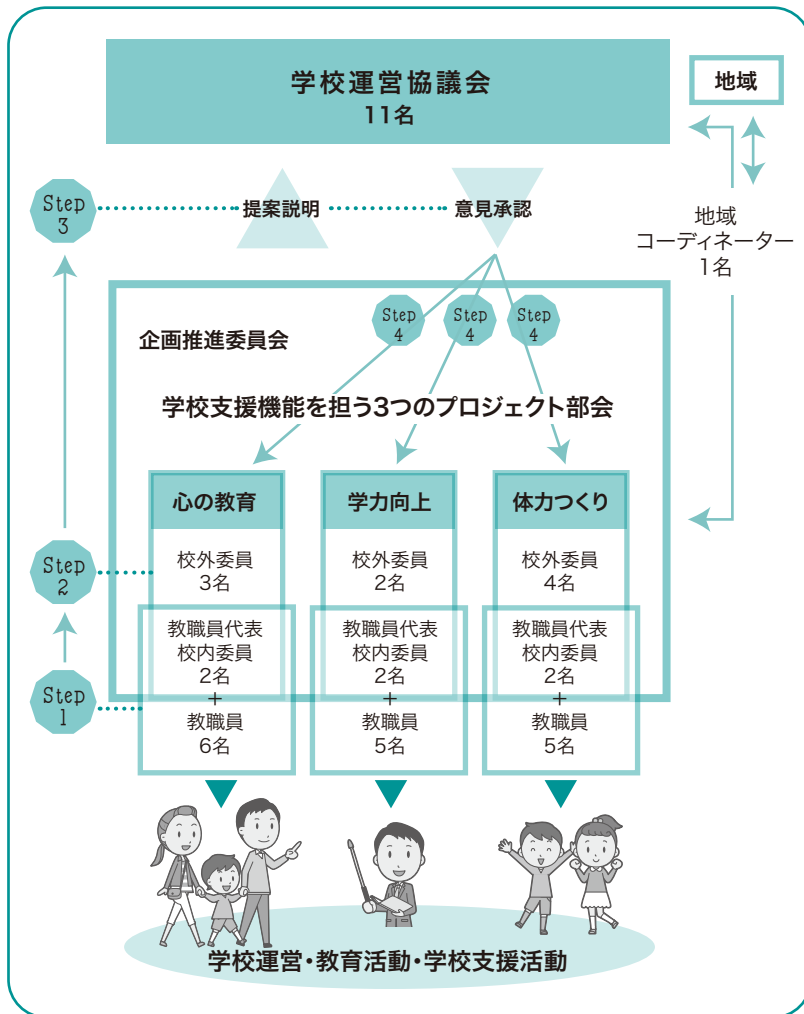 学校運営協議会
11名
地域
Step
3
提案説明
意見承認
地域
コーディネーター
1名
Step
4
Step
4
Step
4
企画推進委員会
学校支援機能を担う3つのプロジェクト部会
心の教育
学力向上
体力つくり
Step
2
校外委員
3名
校外委員
2名
校外委員
4名
教職員代表
校内委員
2名
+
教職員
6名
教職員代表
校内委員
2名
+
教職員
5名
教職員代表
校内委員
2名
+
教職員
5名
Step
1
学校運営・教育活動・学校支援活動